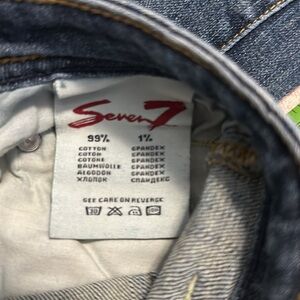 Seven7
99% 1%
COTTON SPANDEX
COTON SPANDEX
COTONE SPANDEX
BAUMWOLLE SPANDEX
ALGODON SPANDEX
ХЛОПОК СПАНДЕКС
SEE CARE ON REVERSE
30